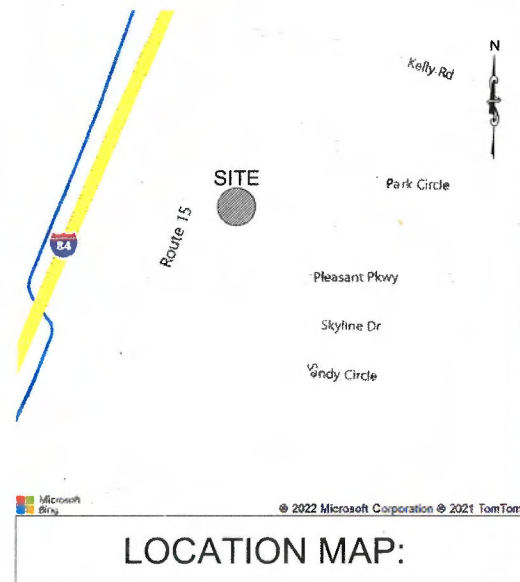 N
Kelly Rd
SITE
Park Circle
Route 15
84
Pleasant Pkwy
Skyline Dr
Sandy Circle
Microsoft
Bing
© 2022 Microsoft Corporation © 2021 TomTom
LOCATION MAP: